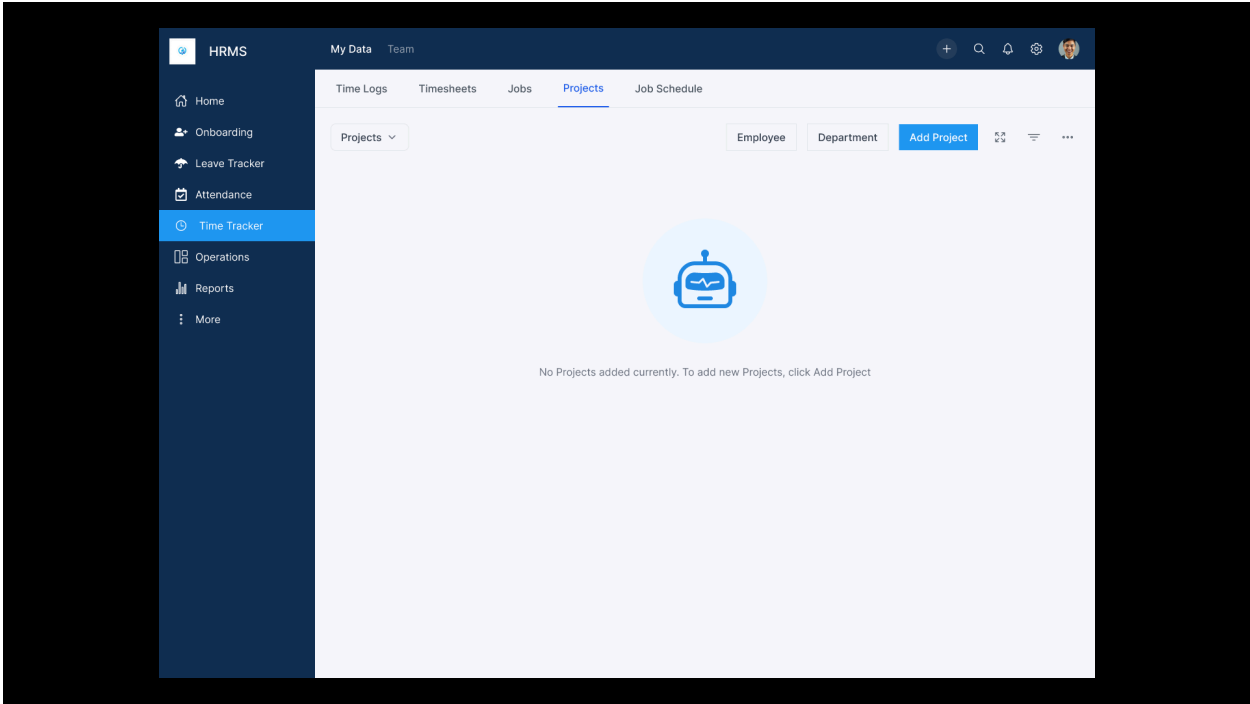 HRMS
My Data Team
Home
Onboarding
Leave Tracker
Attendance
Time Tracker
Operations
Reports
More
Time Logs Timesheets Jobs Projects Job Schedule
Projects Employee Department Add Project
No Projects added currently. To add new Projects, click Add Project